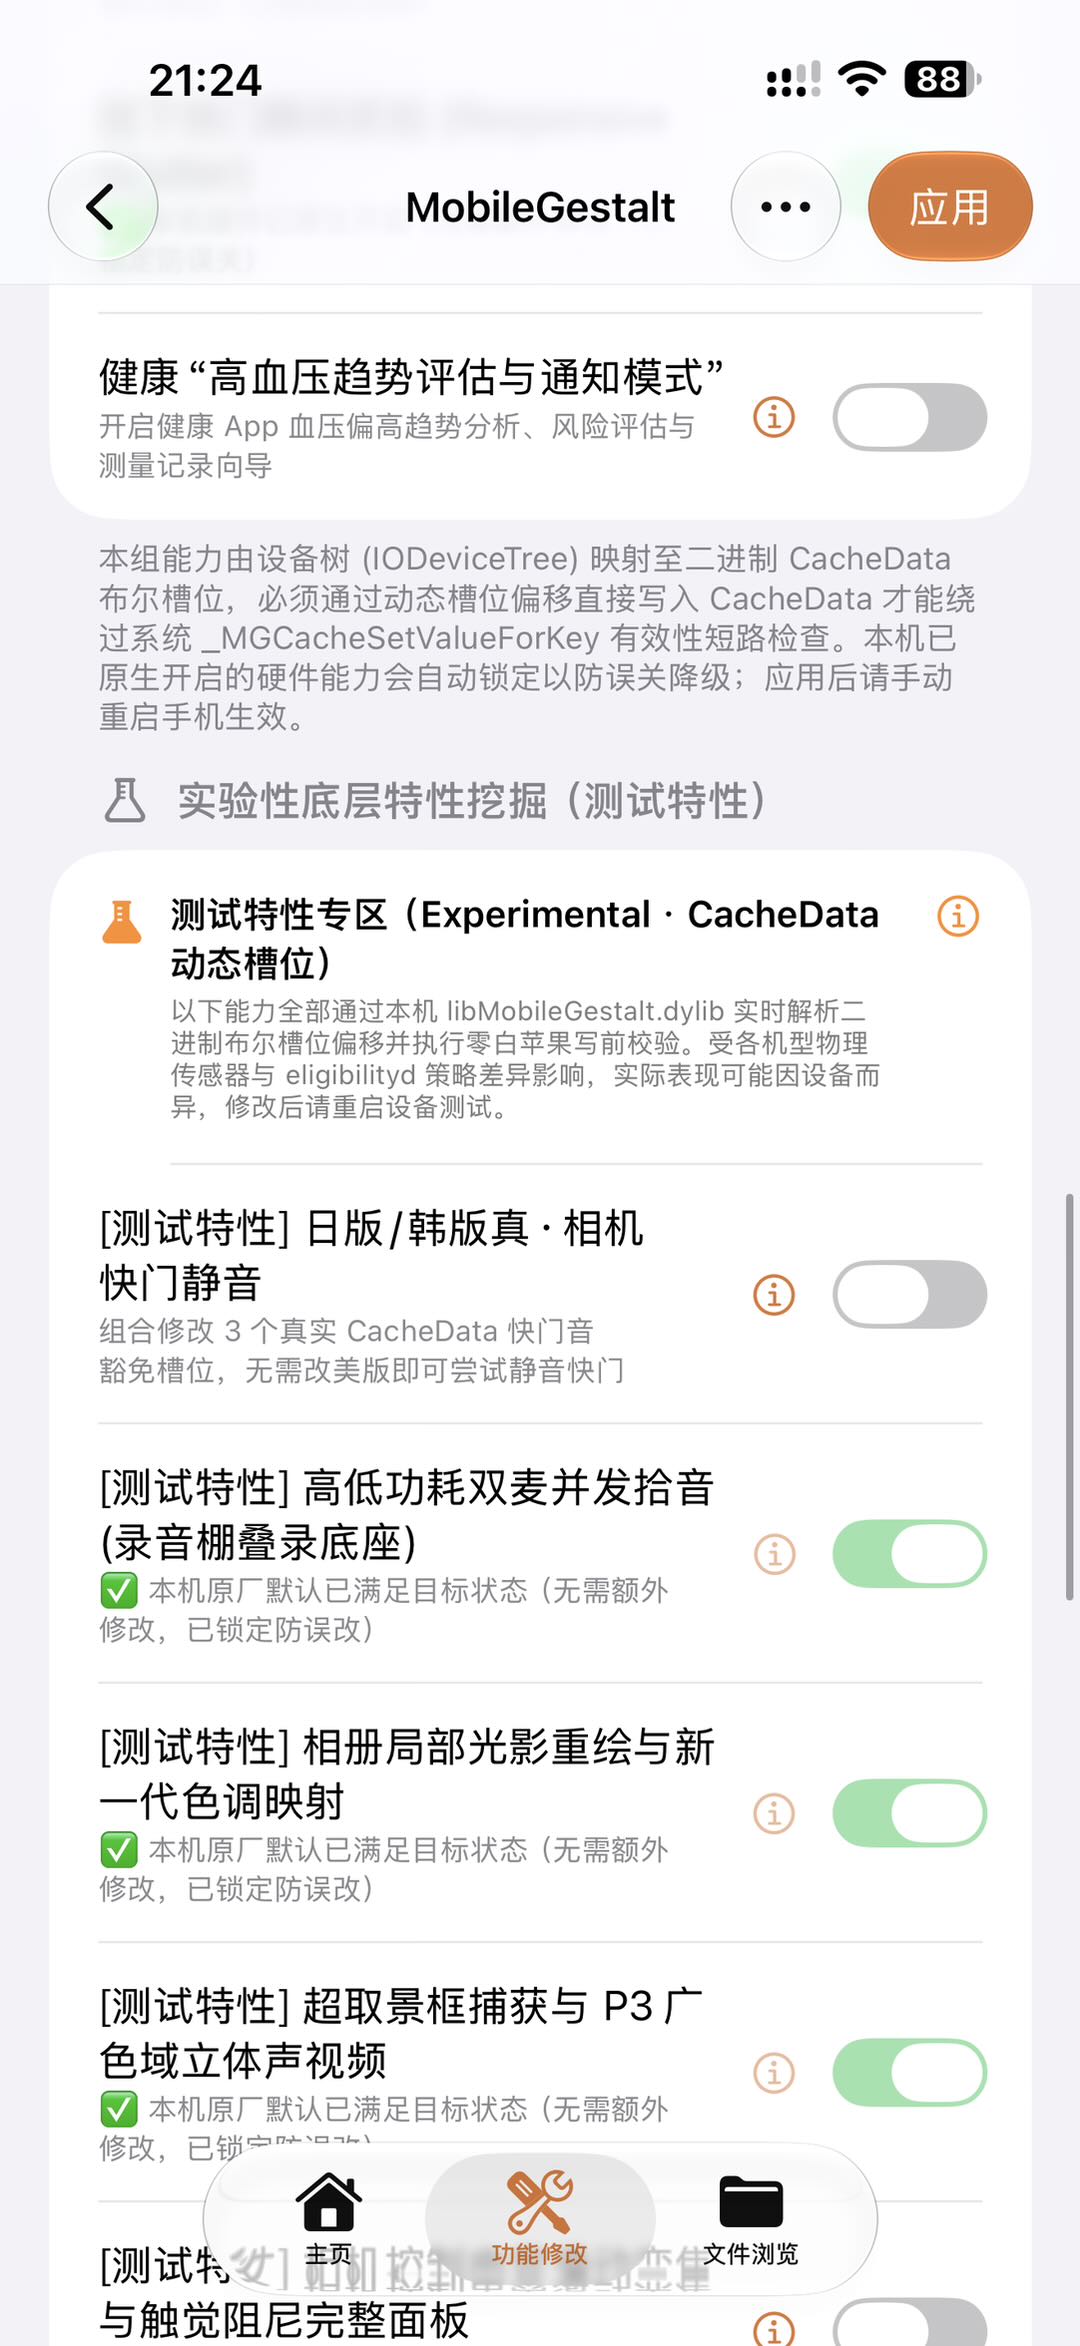 21:24
88
MobileGestalt
应用
健康 “高血压趋势评估与通知模式”
开启健康 App 血压偏高趋势分析、风险评估与
测量记录向导
本组能力由设备树 (IODeviceTree) 映射至二进制 CacheData
布尔槽位，必须通过动态槽位偏移直接写入 CacheData 才能绕
过系统 _MGCacheSetValueForKey 有效性短路检查。本机已
原生开启的硬件能力会自动锁定以防误关降级；应用后请手动
重启手机生效。
实验性底层特性挖掘（测试特性）
测试特性专区（Experimental · CacheData
动态槽位）
以下能力全部通过本机 libMobileGestalt.dylib 实时解析二
进制布尔槽位偏移并执行零白苹果写前校验。受各机型物理
传感器与 eligibilityd 策略差异影响，实际表现可能因设备而
异，修改后请重启设备测试。
[测试特性] 日版/韩版真 · 相机
快门静音
组合修改 3 个真实 CacheData 快门音
豁免槽位，无需改美版即可尝试静音快门
[测试特性] 高低功耗双麦并发拾音
(录音棚叠录底座)
✅ 本机原厂默认已满足目标状态（无需额外
修改，已锁定防误改）
[测试特性] 相册局部光影重绘与新
一代色调映射
✅ 本机原厂默认已满足目标状态（无需额外
修改，已锁定防误改）
[测试特性] 超取景框捕获与 P3 广
色域立体声视频
✅ 本机原厂默认已满足目标状态（无需额外
修改，已锁定防误改）
[测试特
与触觉阻尼完整面板
主页
功能修改
文件浏览